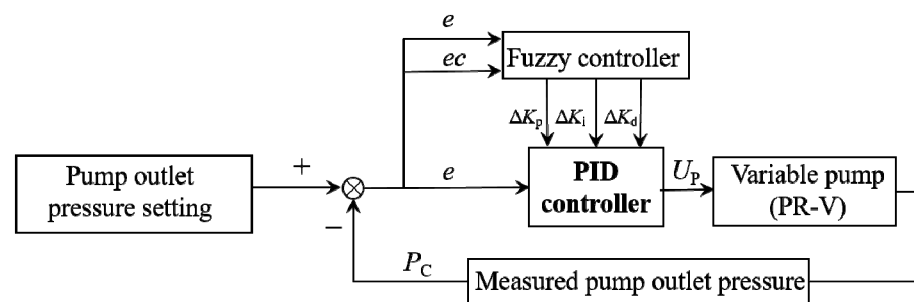 e
ec
Fuzzy controller
ΔKp ΔKi ΔKd
Pump outlet
pressure setting
+
−
e
PID
controller
UP
Variable pump
(PR-V)
PC
Measured pump outlet pressure